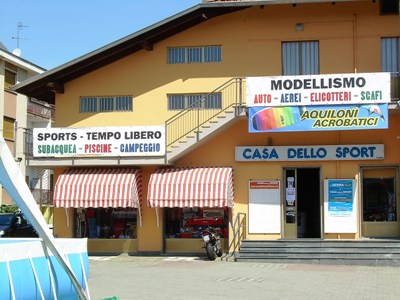 MODELLISMO
AUTO - AEREI - ELICOTTERI - SCAFI
AQUILONI
ACROBATICI
SPORTS - TEMPO LIBERO
SUBACQUEA - PISCINE - CAMPEGGIO
CASA DELLO SPORT